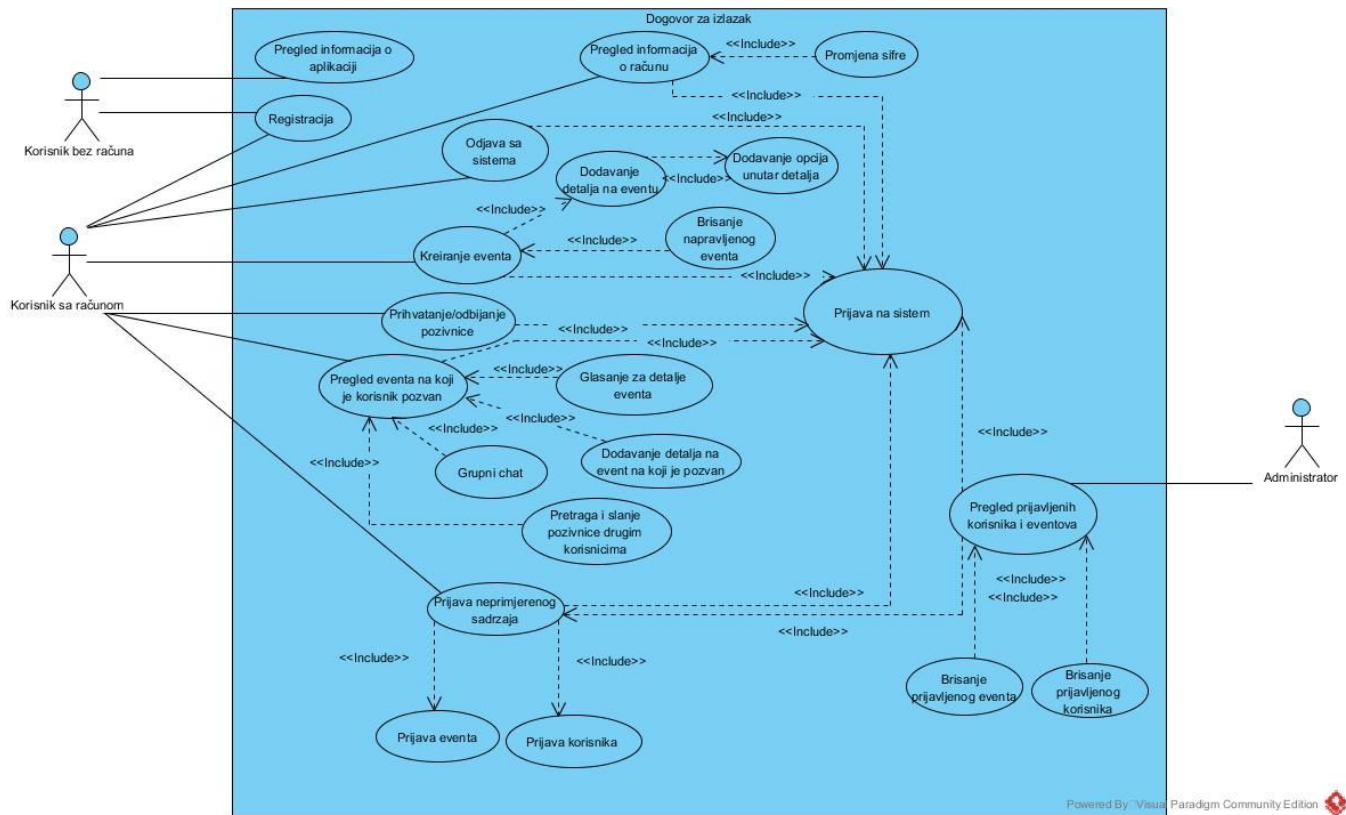 Dogovor za izlazak
Pregled informacija o
aplikaciji
Pregled informacija
o računu
<<Include>>
Promjena sifre
<<Include>>
Registracija
Korisnik bez računa
Odjava sa
sistema
<<Include>>
Dodavanje
detalja na eventu
<<Include>>
Dodavanje opcija
unutar detalja
<<Include>>
Kreiranje eventa
<<Include>>
Brisanje
napravljenog
eventa
<<Include>>
Korisnik sa računom
Prihvatanje/odbijanje
pozivnice
<<Include>>
Prijava na sistem
<<Include>>
Pregled eventa na koji
je korisnik pozvan
<<Include>>
Glasanje za detalje
eventa
<<Include>>
<<Include>>
<<Include>>
Grupni chat
Dodavanje detalja na
event na koji je pozvan
<<Include>>
Administrator
Pretraga i slanje
pozivnice drugim
korisnicima
Pregled prijavljenih
korisnika i eventova
Prijava neprimjerenog
sadrzaja
<<Include>>
<<Include>>
<<Include>>
<<Include>>
<<Include>>
<<Include>>
Brisanje
prijavljenog eventa
Brisanje
prijavljenog
korisnika
Prijava eventa
Prijava korisnika
Powered By Visual Paradigm Community Edition